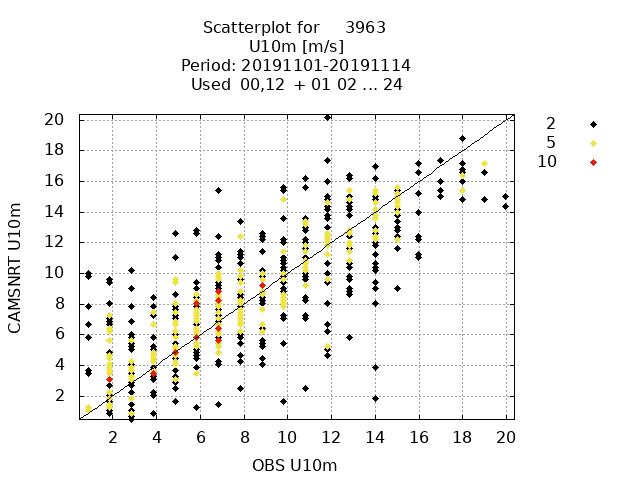 Scatterplot for 3963
U10m [m/s]
Period: 20191101-20191114
Used 00,12 + 01 02 ... 24
2
5
10
20
18
16
14
12
10
8
6
4
2
CAMSNRT U10m
2 4 6 8 10 12 14 16 18 20
OBS U10m